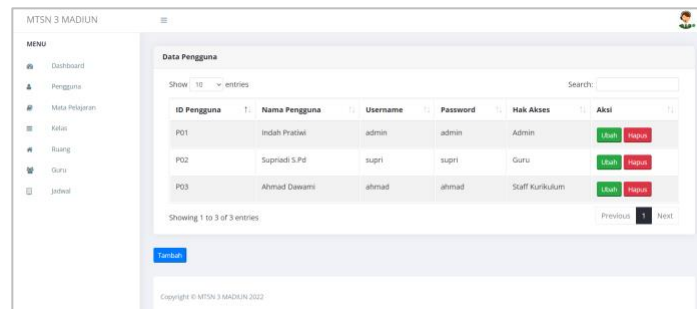 MTSN 3 MADIUN
MENU
Dashboard
Pengguna
Mata Pelajaran
Kelas
Ruang
Guru
Jadwal
Data Pengguna
Show 10 entries
Search:
ID Pengguna Nama Pengguna Username Password Hak Akses Aksi
P01 Indah Pratiwi admin admin Admin Ubah Hapus
P02 Supriadi S.Pd supri supri Guru Ubah Hapus
P03 Ahmad Dawami ahmad ahmad Staff Kurikulum Ubah Hapus
Showing 1 to 3 of 3 entries
Previous 1 Next
Tambah
Copyright © MTSN 3 MADIUN 2022